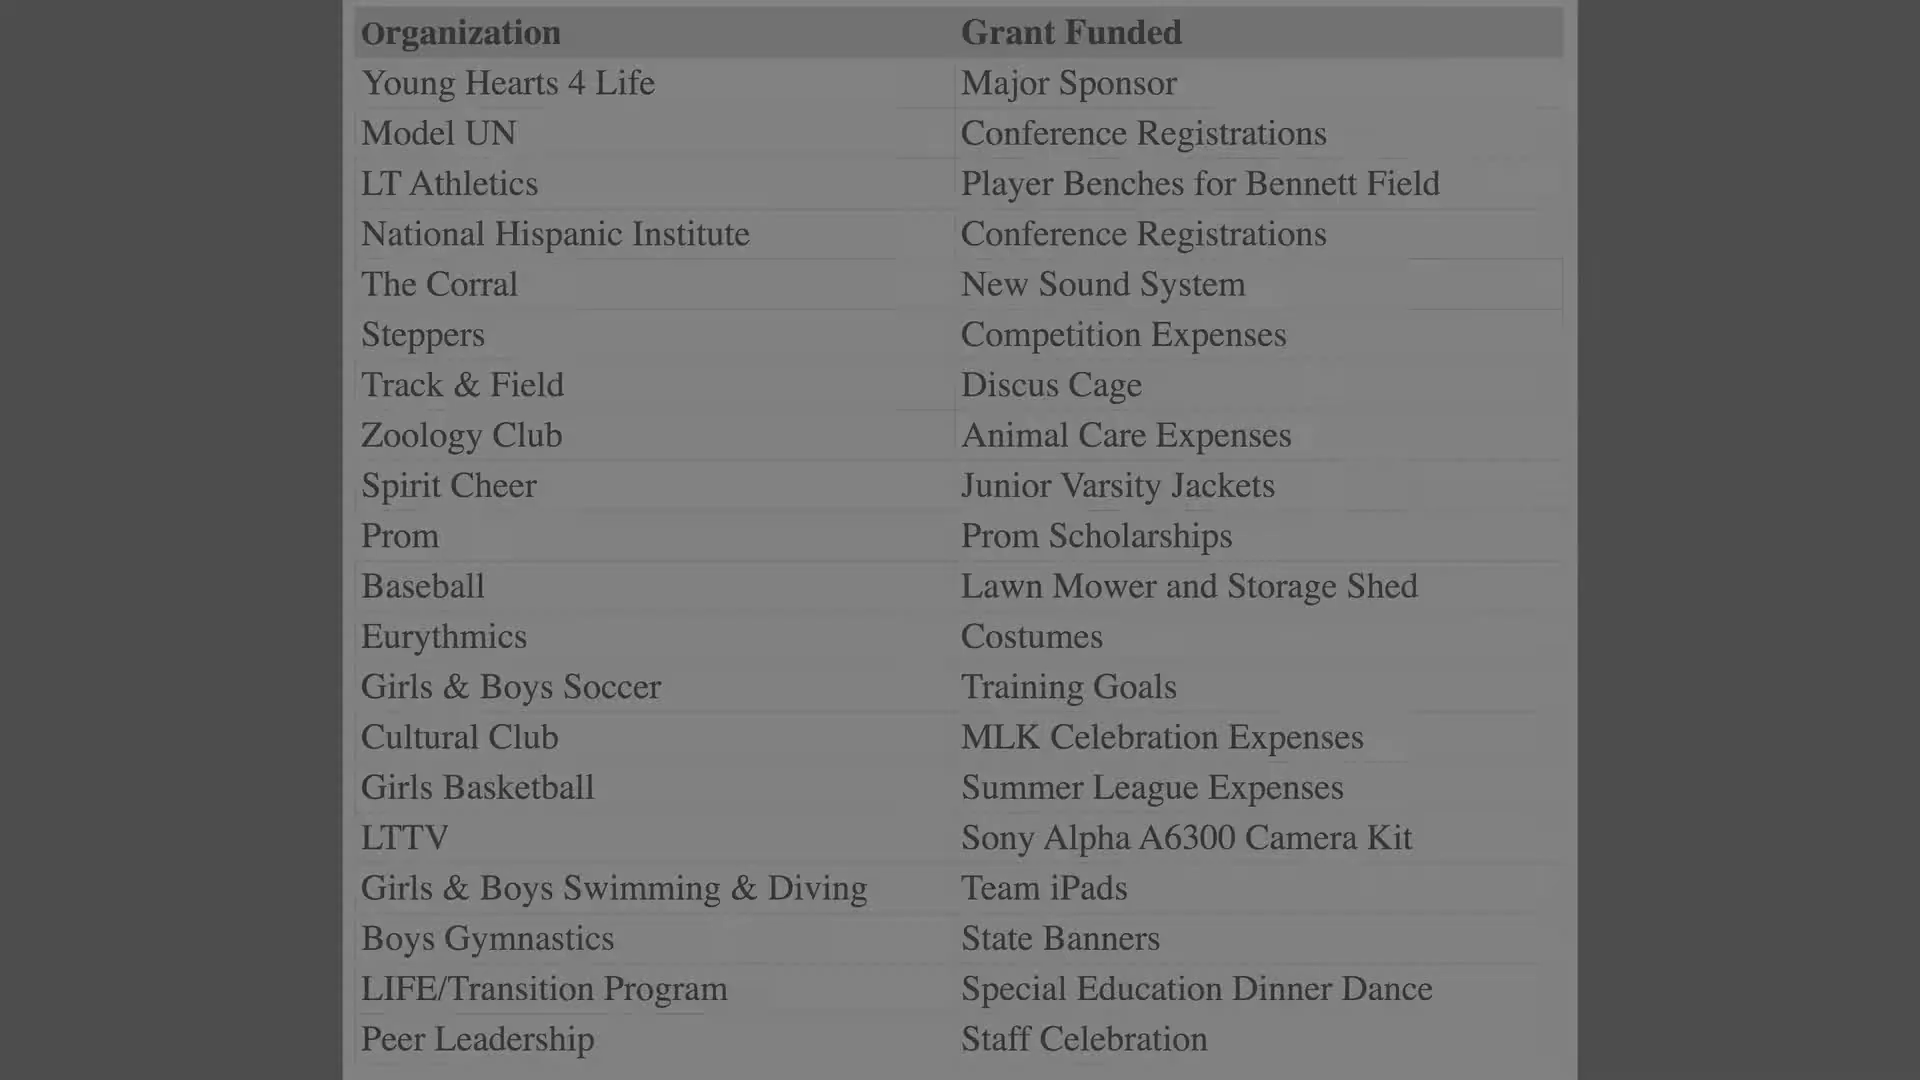 Organization Grant Funded
Young Hearts 4 Life Major Sponsor
Model UN Conference Registrations
LT Athletics Player Benches for Bennett Field
National Hispanic Institute Conference Registrations
The Corral New Sound System
Steppers Competition Expenses
Track & Field Discus Cage
Zoology Club Animal Care Expenses
Spirit Cheer Junior Varsity Jackets
Prom Prom Scholarships
Baseball Lawn Mower and Storage Shed
Eurythmics Costumes
Girls & Boys Soccer Training Goals
Cultural Club MLK Celebration Expenses
Girls Basketball Summer League Expenses
LTTV Sony Alpha A6300 Camera Kit
Girls & Boys Swimming & Diving Team iPads
Boys Gymnastics State Banners
LIFE/Transition Program Special Education Dinner Dance
Peer Leadership Staff Celebration